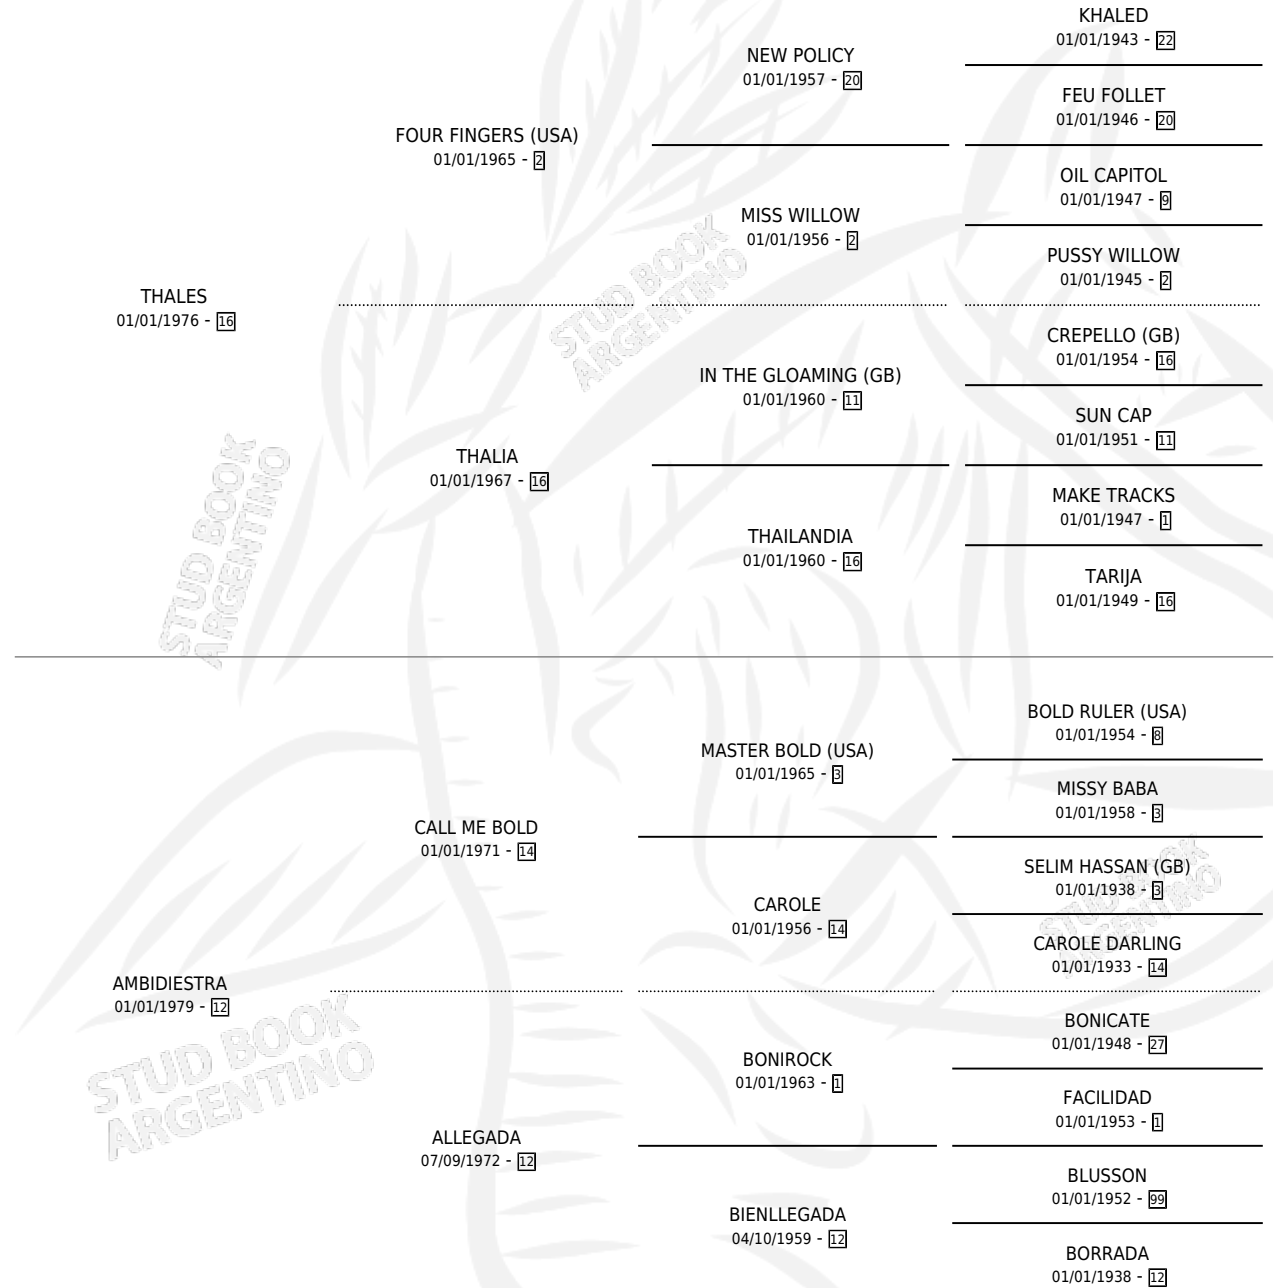 KHALED
01/01/1943 - 22
NEW POLICY
01/01/1957 - 20
FEU FOLLET
01/01/1946 - 20
FOUR FINGERS (USA)
01/01/1965 - 2
OIL CAPITOL
01/01/1947 - 9
MISS WILLOW
01/01/1956 - 2
PUSSY WILLOW
01/01/1945 - 2
THALES
01/01/1976 - 16
CREPELLO (GB)
01/01/1954 - 16
IN THE GLOAMING (GB)
01/01/1960 - 11
SUN CAP
01/01/1951 - 11
THALIA
01/01/1967 - 16
MAKE TRACKS
01/01/1947 - 1
THAILANDIA
01/01/1960 - 16
TARIJA
01/01/1949 - 16
STUD BOOK
ARGENTINO
STUD BOOK
ARGENTINO
BOLD RULER (USA)
01/01/1954 - 8
MASTER BOLD (USA)
01/01/1965 - 3
MISSY BABA
01/01/1958 - 3
CALL ME BOLD
01/01/1971 - 14
SELIM HASSAN (GB)
01/01/1938 - 3
CAROLE
01/01/1956 - 14
CAROLE DARLING
01/01/1933 - 14
STUD BOOK
ARGENTINO
AMBIDIESTRA
01/01/1979 - 12
BONICATE
01/01/1948 - 27
BONIROCK
01/01/1963 - 1
FACILIDAD
01/01/1953 - 1
ALLEGADA
07/09/1972 - 12
BLUSSON
01/01/1952 - 99
BIENLLEGADA
04/10/1959 - 12
BORRADA
01/01/1938 - 12
STUD BOOK
ARGENTINO